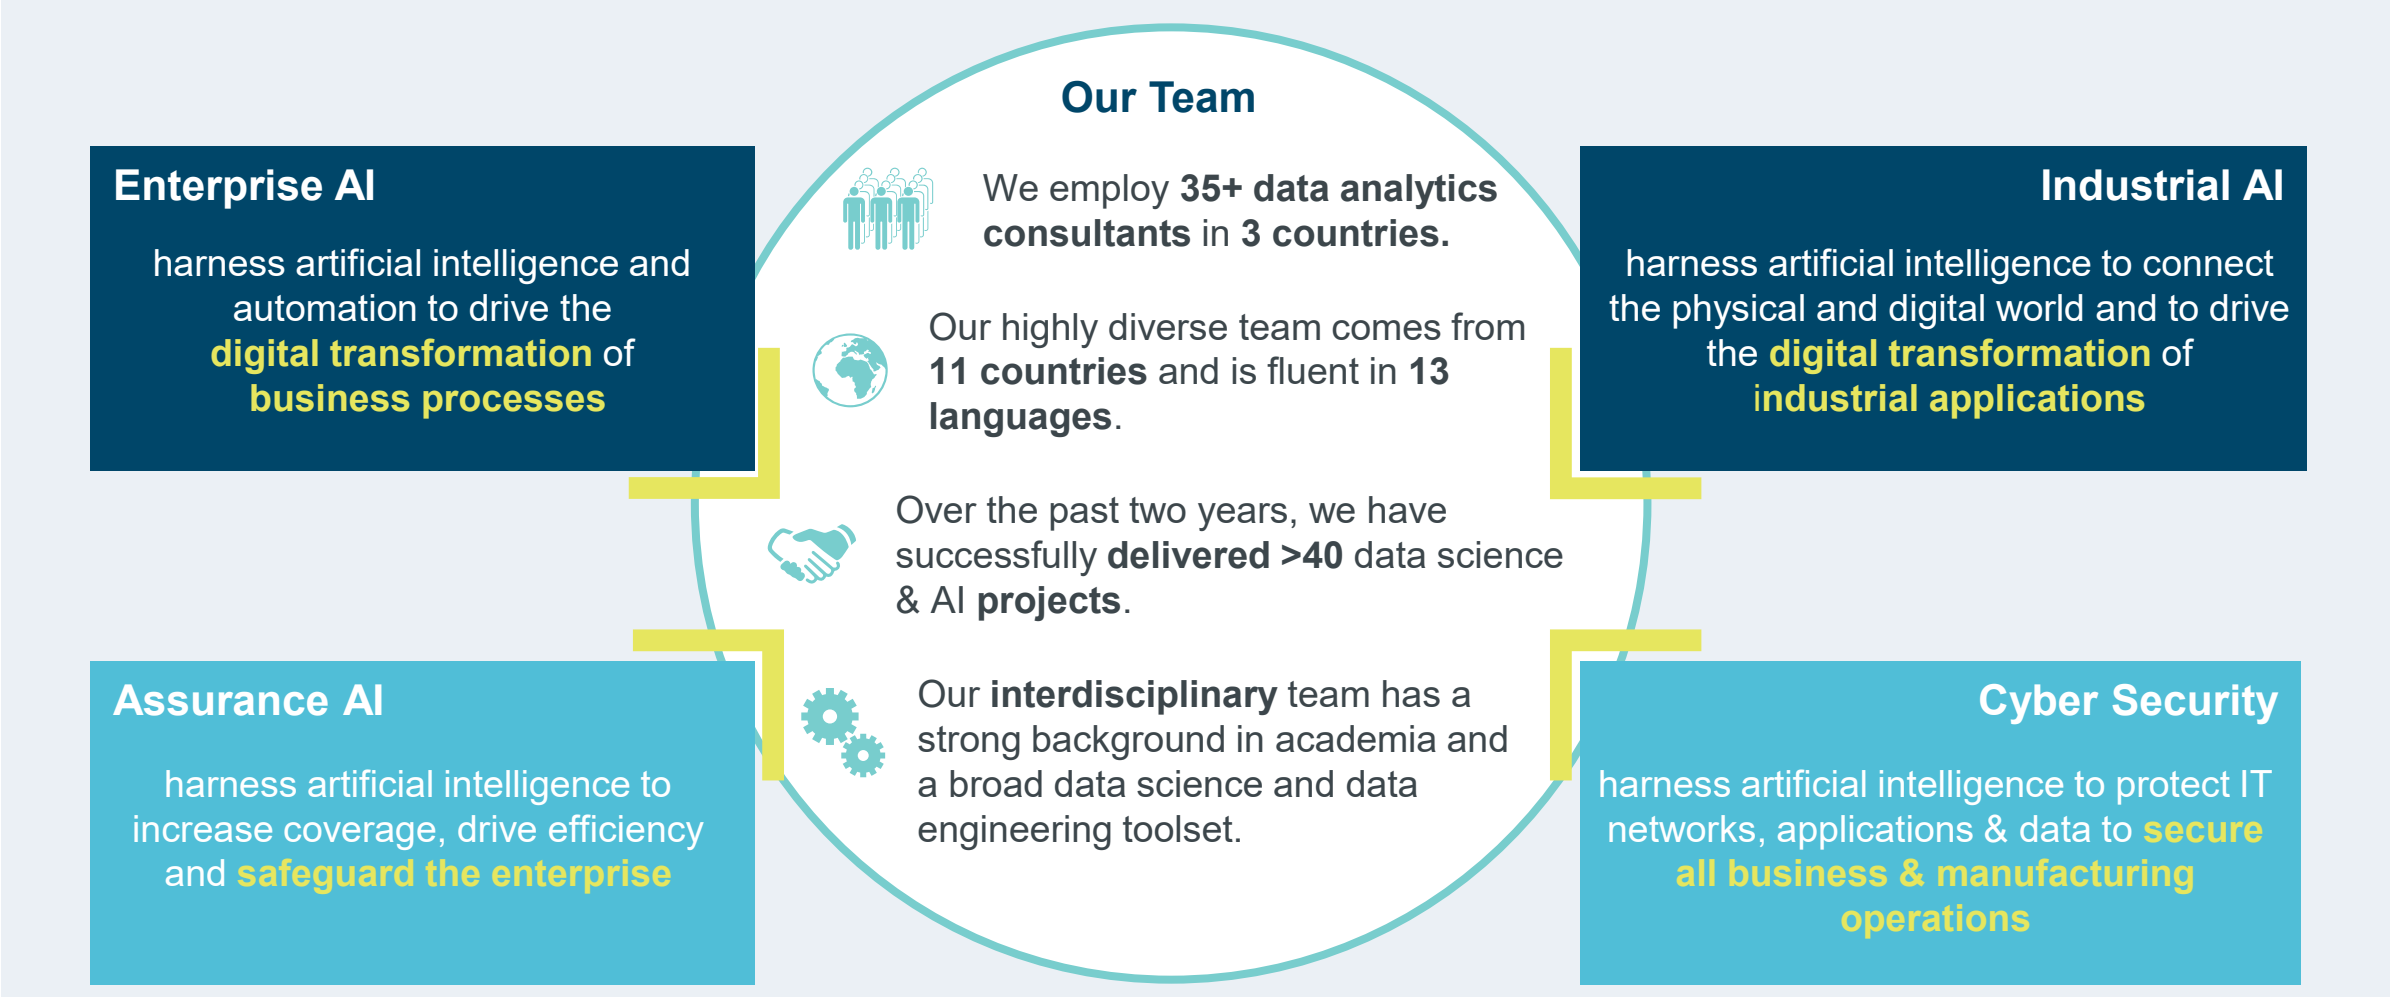 Our Team
We employ 35+ data analytics
consultants in 3 countries.
Our highly diverse team comes from
11 countries and is fluent in 13
languages.
Over the past two years, we have
successfully delivered >40 data science
& AI projects.
Our interdisciplinary team has a
strong background in academia and
a broad data science and data
engineering toolset.
Enterprise AI
harness artificial intelligence and
automation to drive the
digital transformation of
business processes
Industrial AI
harness artificial intelligence to connect
the physical and digital world and to drive
the digital transformation of
industrial applications
Assurance AI
harness artificial intelligence to
increase coverage, drive efficiency
and safeguard the enterprise
Cyber Security
harness artificial intelligence to protect IT
networks, applications & data to secure
all business & manufacturing
operations